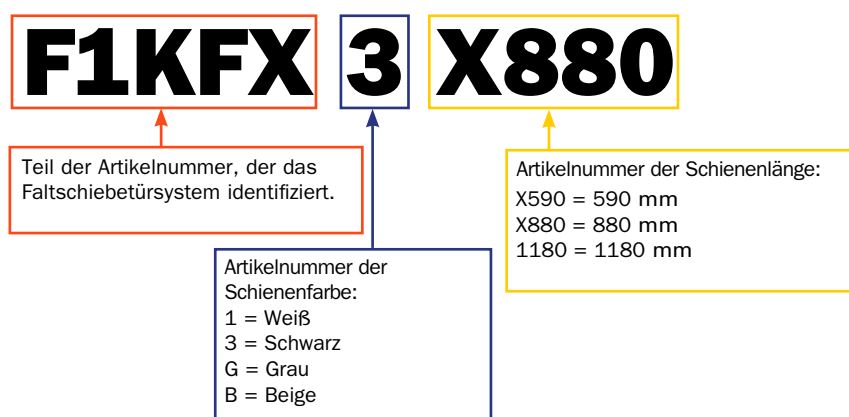 F1KFX 3 X880
Teil der Artikelnummer, der das
Faltschiebetürsystem identifiziert.
Artikelnummer der
Schienenfarbe:
1 = Weiß
3 = Schwarz
G = Grau
B = Beige
Artikelnummer der Schienenlänge:
X590 = 590 mm
X880 = 880 mm
1180 = 1180 mm